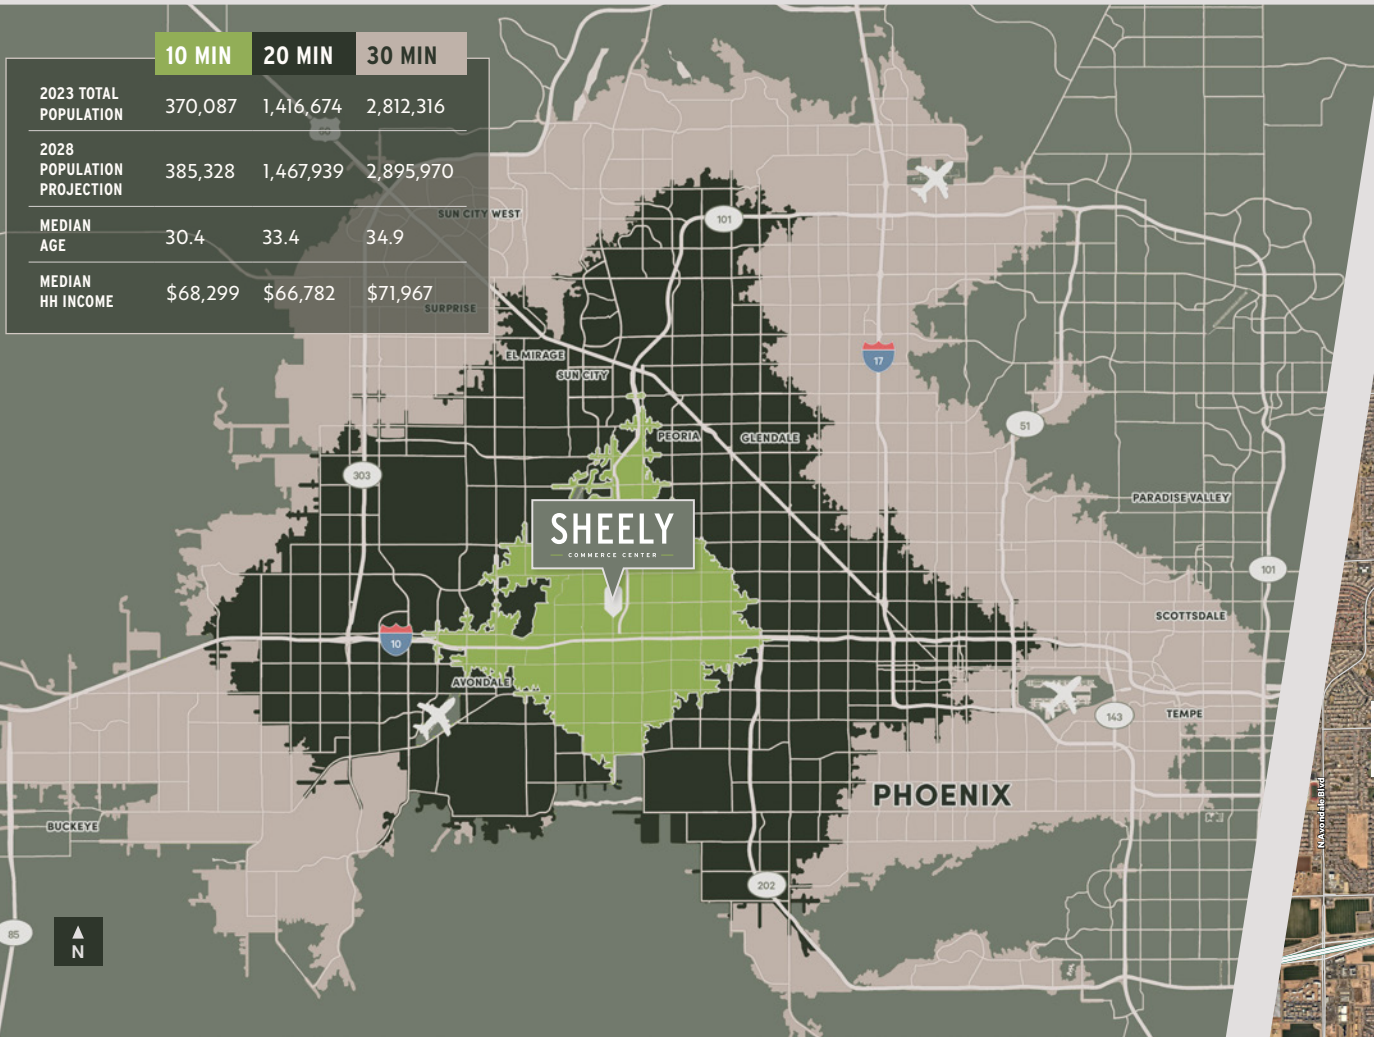 10 MIN 20 MIN 30 MIN
2023 TOTAL
POPULATION 370,087 1,416,674 2,812,316
2028
POPULATION
PROJECTION 385,328 1,467,939 2,895,970
MEDIAN
AGE 30.4 33.4 34.9
MEDIAN
HH INCOME $68,299 $66,782 $71,967
60
SUN CITY WEST
101
SURPRISE
EL MIRAGE
SUN CITY
17
51
PEORIA
GLENDALE
303
PARADISE VALLEY
SHEELY
COMMERCE CENTER
101
SCOTTSDALE
10
AVONDALE
143
TEMPE
PHOENIX
BUCKEYE
N Avondale Blvd
202
85
N